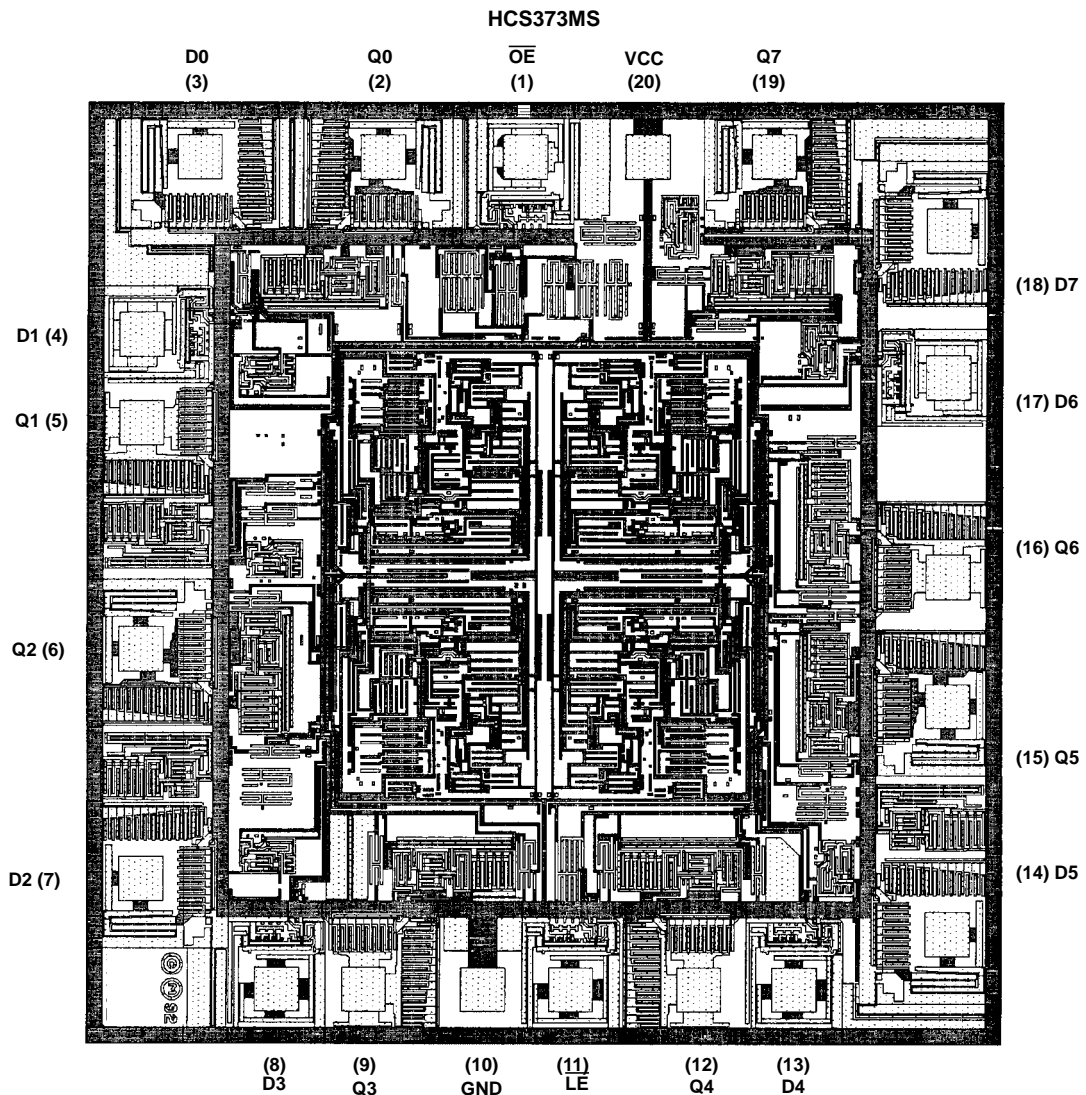 HCS373MS
D0
(3)
Q0
(2)
O̅E̅
(1)
VCC
(20)
Q7
(19)
(18) D7
D1 (4)
(17) D6
Q1 (5)
(16) Q6
Q2 (6)
(15) Q5
(14) D5
D2 (7)
92
(8)
D3
(9)
Q3
(10)
GND
(11)
L̅E̅
(12)
Q4
(13)
D4